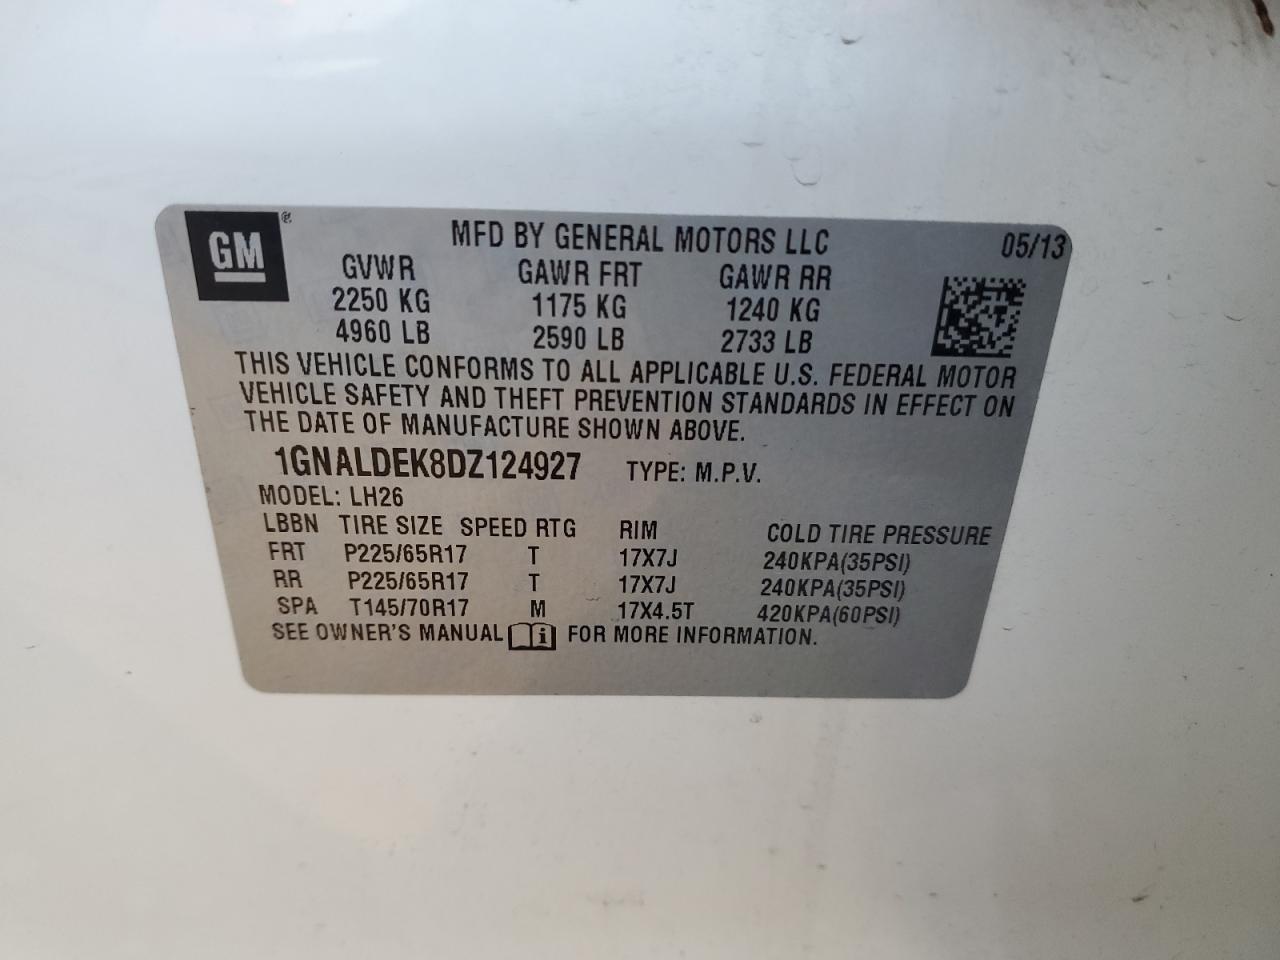 GM®
MFD BY GENERAL MOTORS LLC 05/13
GVWR GAWR FRT GAWR RR
2250 KG 1175 KG 1240 KG
4960 LB 2590 LB 2733 LB
THIS VEHICLE CONFORMS TO ALL APPLICABLE U.S. FEDERAL MOTOR
VEHICLE SAFETY AND THEFT PREVENTION STANDARDS IN EFFECT ON
THE DATE OF MANUFACTURE SHOWN ABOVE.
1GNALDEK8DZ124927 TYPE: M.P.V.
MODEL: LH26
LBBN TIRE SIZE SPEED RTG RIM COLD TIRE PRESSURE
FRT P225/65R17 T 17X7J 240KPA(35PSI)
RR P225/65R17 T 17X7J 240KPA(35PSI)
SPA T145/70R17 M 17X4.5T 420KPA(60PSI)
SEE OWNER'S MANUAL i FOR MORE INFORMATION.